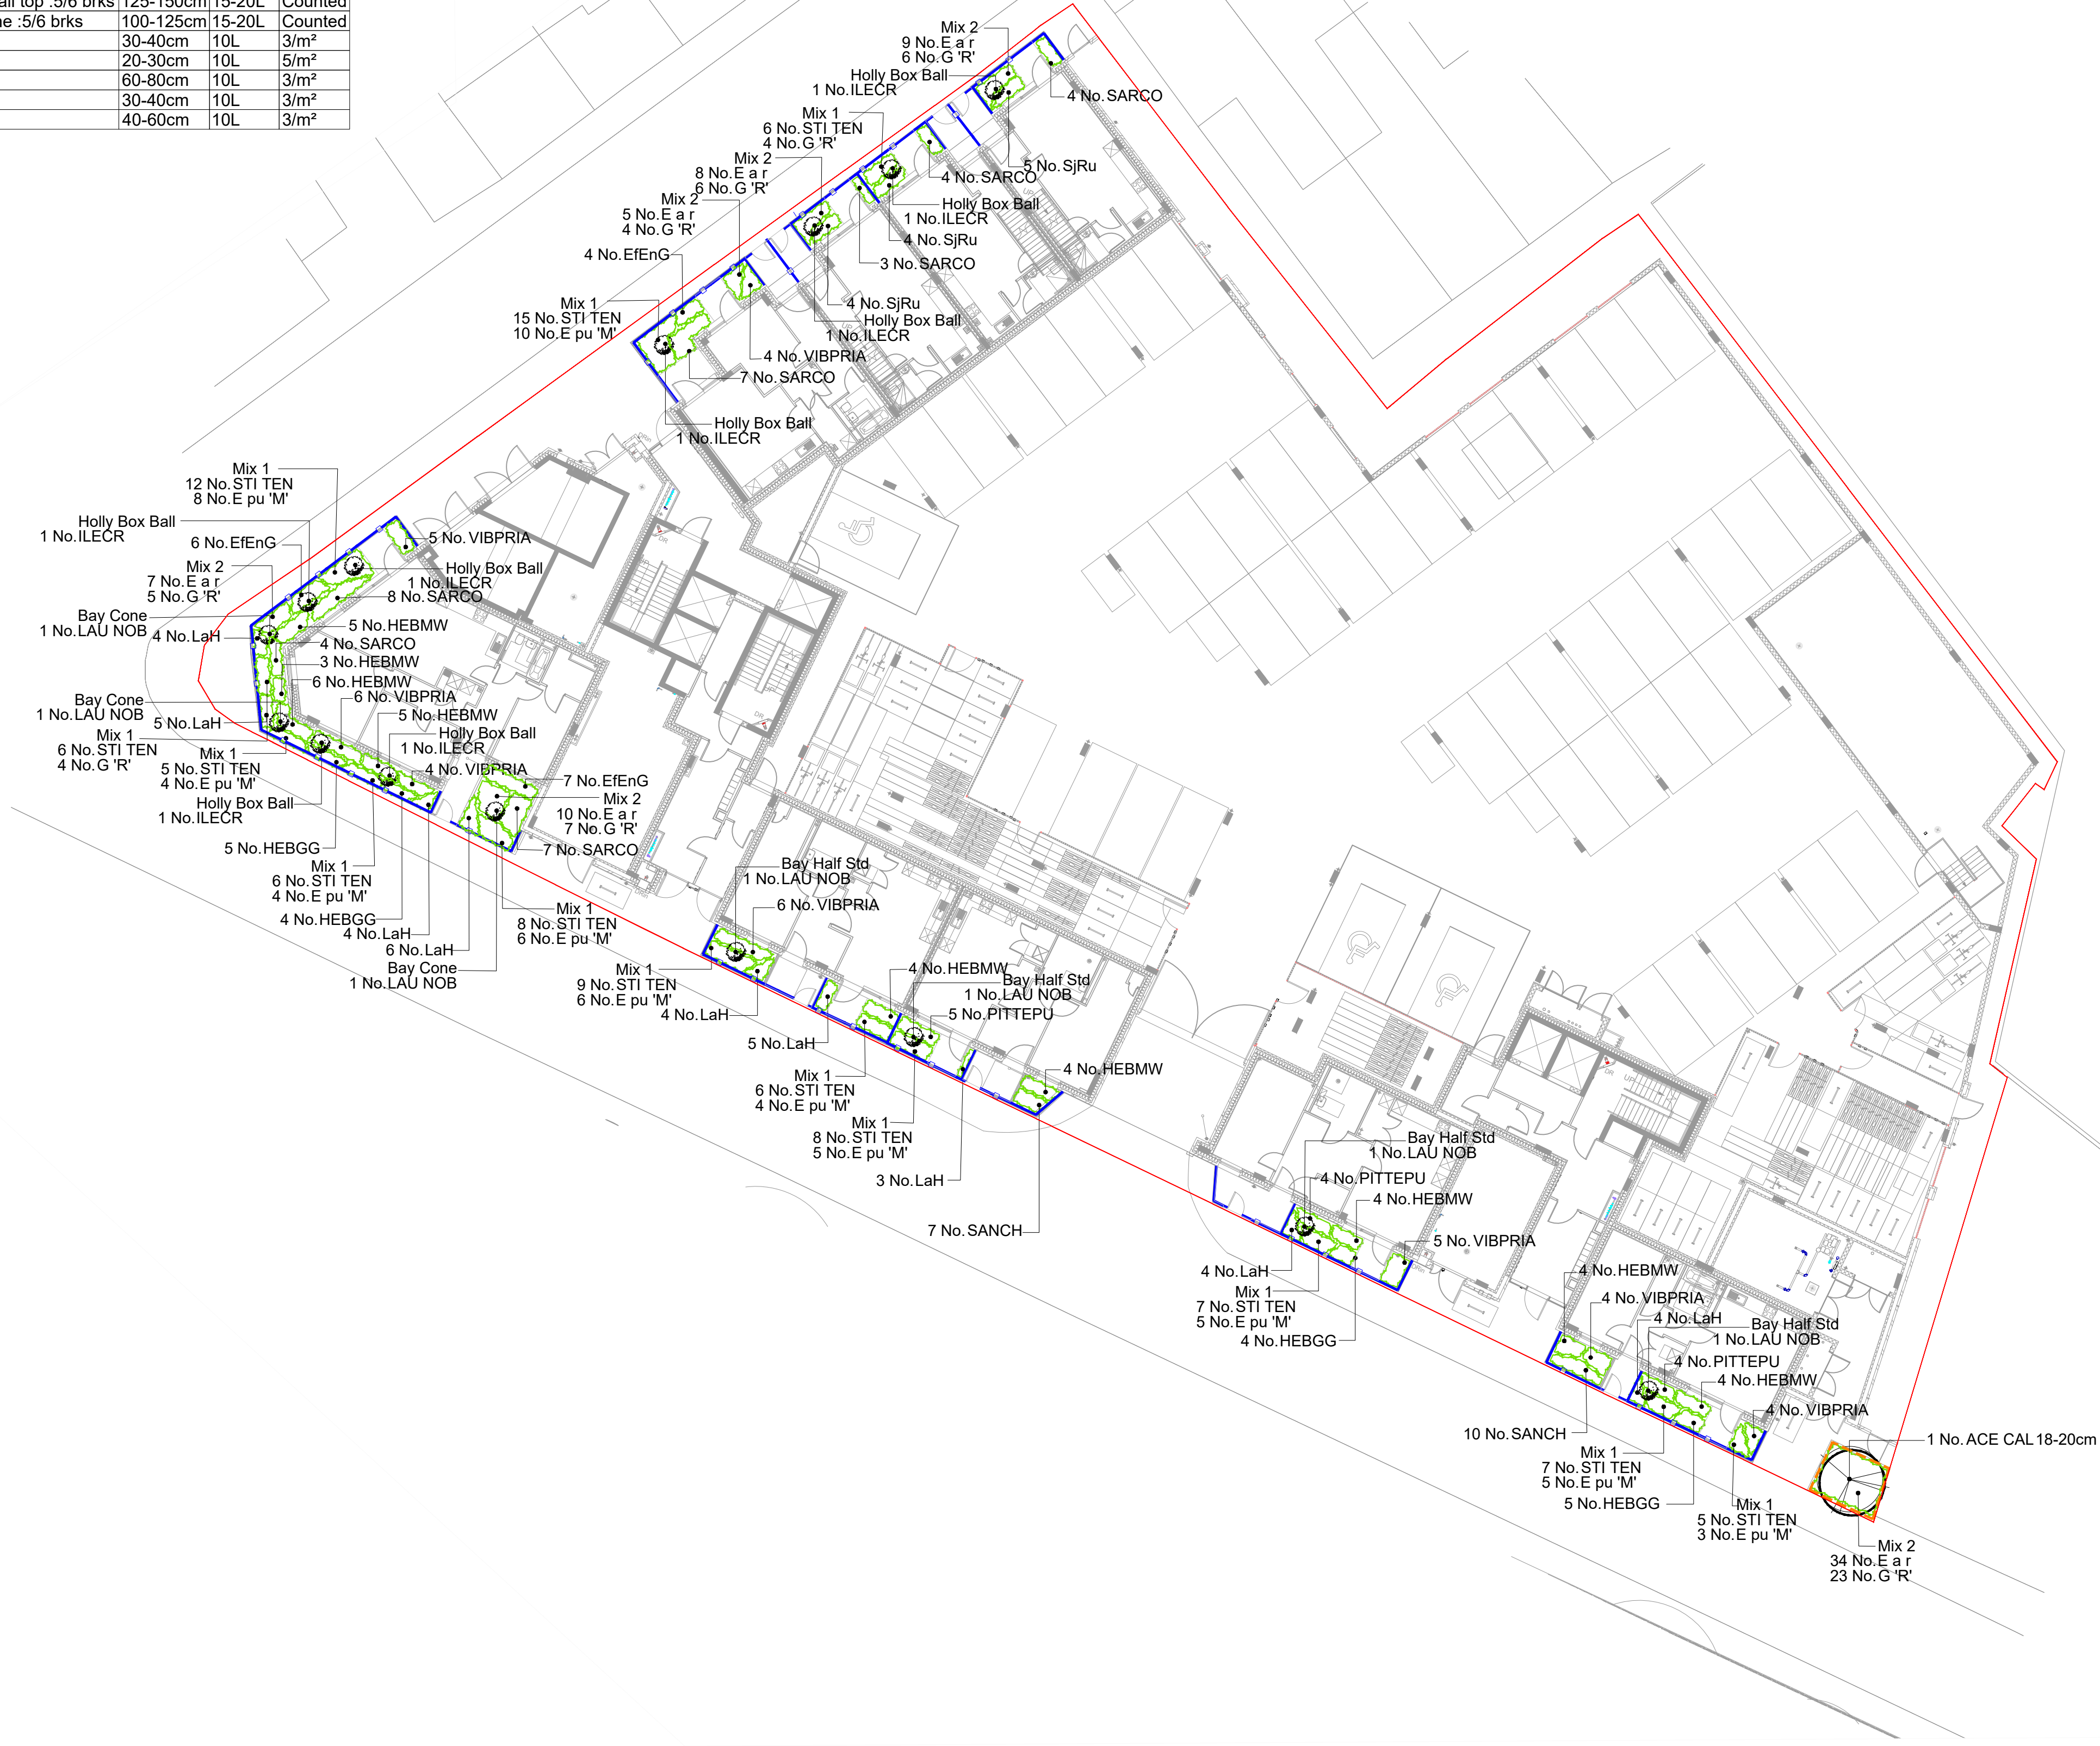 all top :5/6 brks 125-150cm 15-20L Counted
ne :5/6 brks 100-125cm 15-20L Counted
30-40cm 10L 3/m²
20-30cm 10L 5/m²
60-80cm 10L 3/m²
30-40cm 10L 3/m²
40-60cm 10L 3/m²
Mix 2
9 No.E a r
6 No.G 'R'
Holly Box Ball
1 No.ILECR
4 No.SARCO
Mix 1
6 No.STI TEN
4 No.G 'R'
5 No.SjRu
4 No.SARCO
Mix 2
8 No.E a r
6 No.G 'R'
Holly Box Ball
1 No.ILECR
4 No.SjRu
3 No.SARCO
Mix 2
5 No.E a r
4 No.G 'R'
4 No.EfEnG
4 No.SjRu
Holly Box Ball
1 No.ILECR
Mix 1
15 No.STI TEN
10 No.E pu 'M'
4 No.VIBPRIA
7 No.SARCO
Holly Box Ball
1 No.ILECR
UP
UP
Mix 1
12 No.STI TEN
8 No.E pu 'M'
Holly Box Ball
1 No.ILECR
6 No.EfEnG
5 No.VIBPRIA
Mix 2
7 No.E a r
5 No.G 'R'
Holly Box Ball
1 No.ILECR
8 No.SARCO
Bay Cone
1 No.LAU NOB
4 No.LaH
5 No.HEBMW
4 No.SARCO
3 No.HEBMW
6 No.HEBMW
6 No.VIBPRIA
Bay Cone
1 No.LAU NOB
5 No.LaH
5 No.HEBMW
Holly Box Ball
1 No.ILECR
Mix 1
6 No.STI TEN
4 No.G 'R'
Mix 1
5 No.STI TEN
4 No.E pu 'M'
4 No.VIBPRIA
7 No.EfEnG
Mix 2
10 No.E a r
7 No.G 'R'
Holly Box Ball
1 No.ILECR
7 No.SARCO
5 No.HEBGG
Mix 1
6 No.STI TEN
4 No.E pu 'M'
4 No.HEBGG
4 No.LaH
6 No.LaH
Bay Cone
1 No.LAU NOB
Mix 1
8 No.STI TEN
6 No.E pu 'M'
DR
DR
Bay Half Std
1 No.LAU NOB
6 No.VIBPRIA
Mix 1
9 No.STI TEN
6 No.E pu 'M'
4 No.LaH
4 No.HEBMW
Bay Half Std
1 No.LAU NOB
5 No.PITTEPU
5 No.LaH
Mix 1
6 No.STI TEN
4 No.E pu 'M'
4 No.HEBMW
Mix 1
8 No.STI TEN
5 No.E pu 'M'
3 No.LaH
7 No.SANCH
DR
UP
Bay Half Std
1 No.LAU NOB
4 No.PITTEPU
4 No.HEBMW
5 No.VIBPRIA
4 No.LaH
Mix 1
7 No.STI TEN
5 No.E pu 'M'
4 No.HEBGG
4 No.HEBMW
4 No.VIBPRIA
4 No.LaH
Bay Half Std
1 No.LAU NOB
4 No.PITTEPU
4 No.HEBMW
4 No.VIBPRIA
10 No.SANCH
Mix 1
7 No.STI TEN
5 No.E pu 'M'
5 No.HEBGG
Mix 1
5 No.STI TEN
3 No.E pu 'M'
1 No.ACE CAL 18-20cm
Mix 2
34 No.E a r
23 No.G 'R'